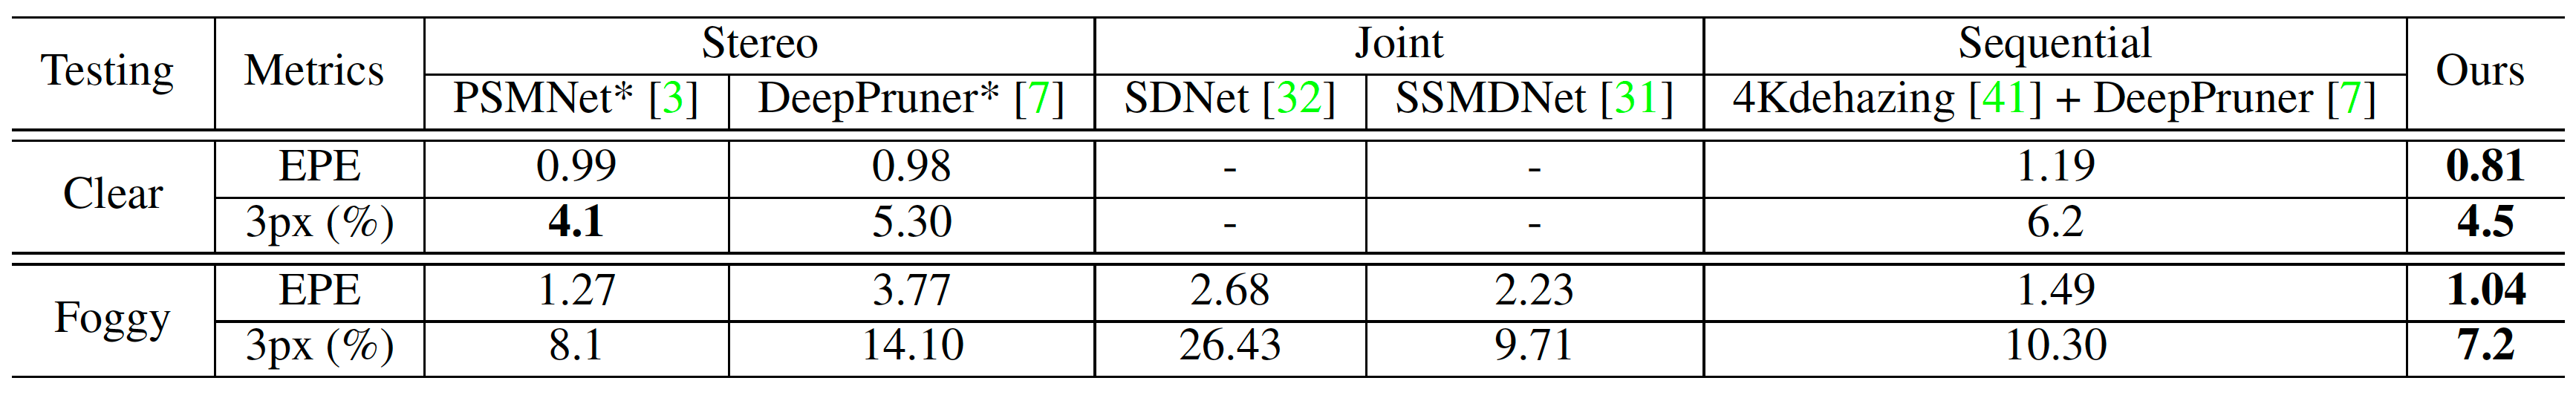 Testing Metrics Stereo Joint Sequential Ours
PSMNet* [3] DeepPruner* [7] SDNet [32] SSMDNet [31] 4Kdehazing [41] + DeepPruner [7]
Clear EPE 0.99 0.98 - - 1.19 0.81
3px (%) 4.1 5.30 - - 6.2 4.5
Foggy EPE 1.27 3.77 2.68 2.23 1.49 1.04
3px (%) 8.1 14.10 26.43 9.71 10.30 7.2